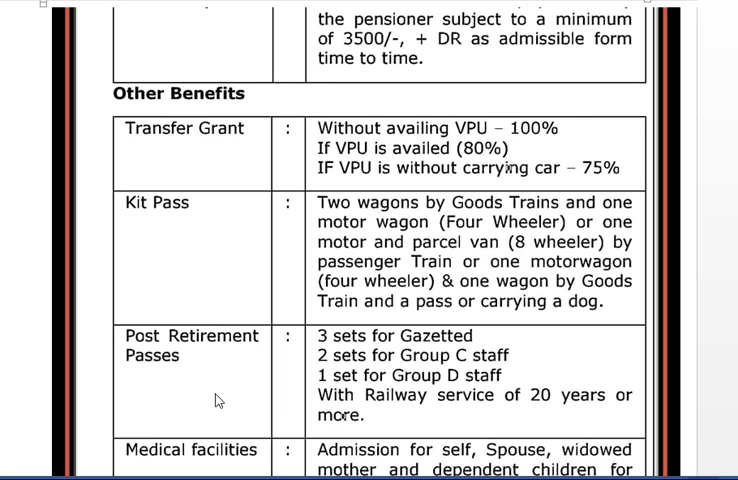 the pensioner subject to a minimum
of 3500/-, + DR as admissible form
time to time.
Other Benefits
Transfer Grant : Without availing VPU – 100%
If VPU is availed (80%)
IF VPU is without carrying car – 75%
Kit Pass : Two wagons by Goods Trains and one
motor wagon (Four Wheeler) or one
motor and parcel van (8 wheeler) by
passenger Train or one motorwagon
(four wheeler) & one wagon by Goods
Train and a pass or carrying a dog.
Post Retirement : 3 sets for Gazetted
Passes 2 sets for Group C staff
1 set for Group D staff
With Railway service of 20 years or
more.
Medical facilities : Admission for self, Spouse, widowed
mother and dependent children for